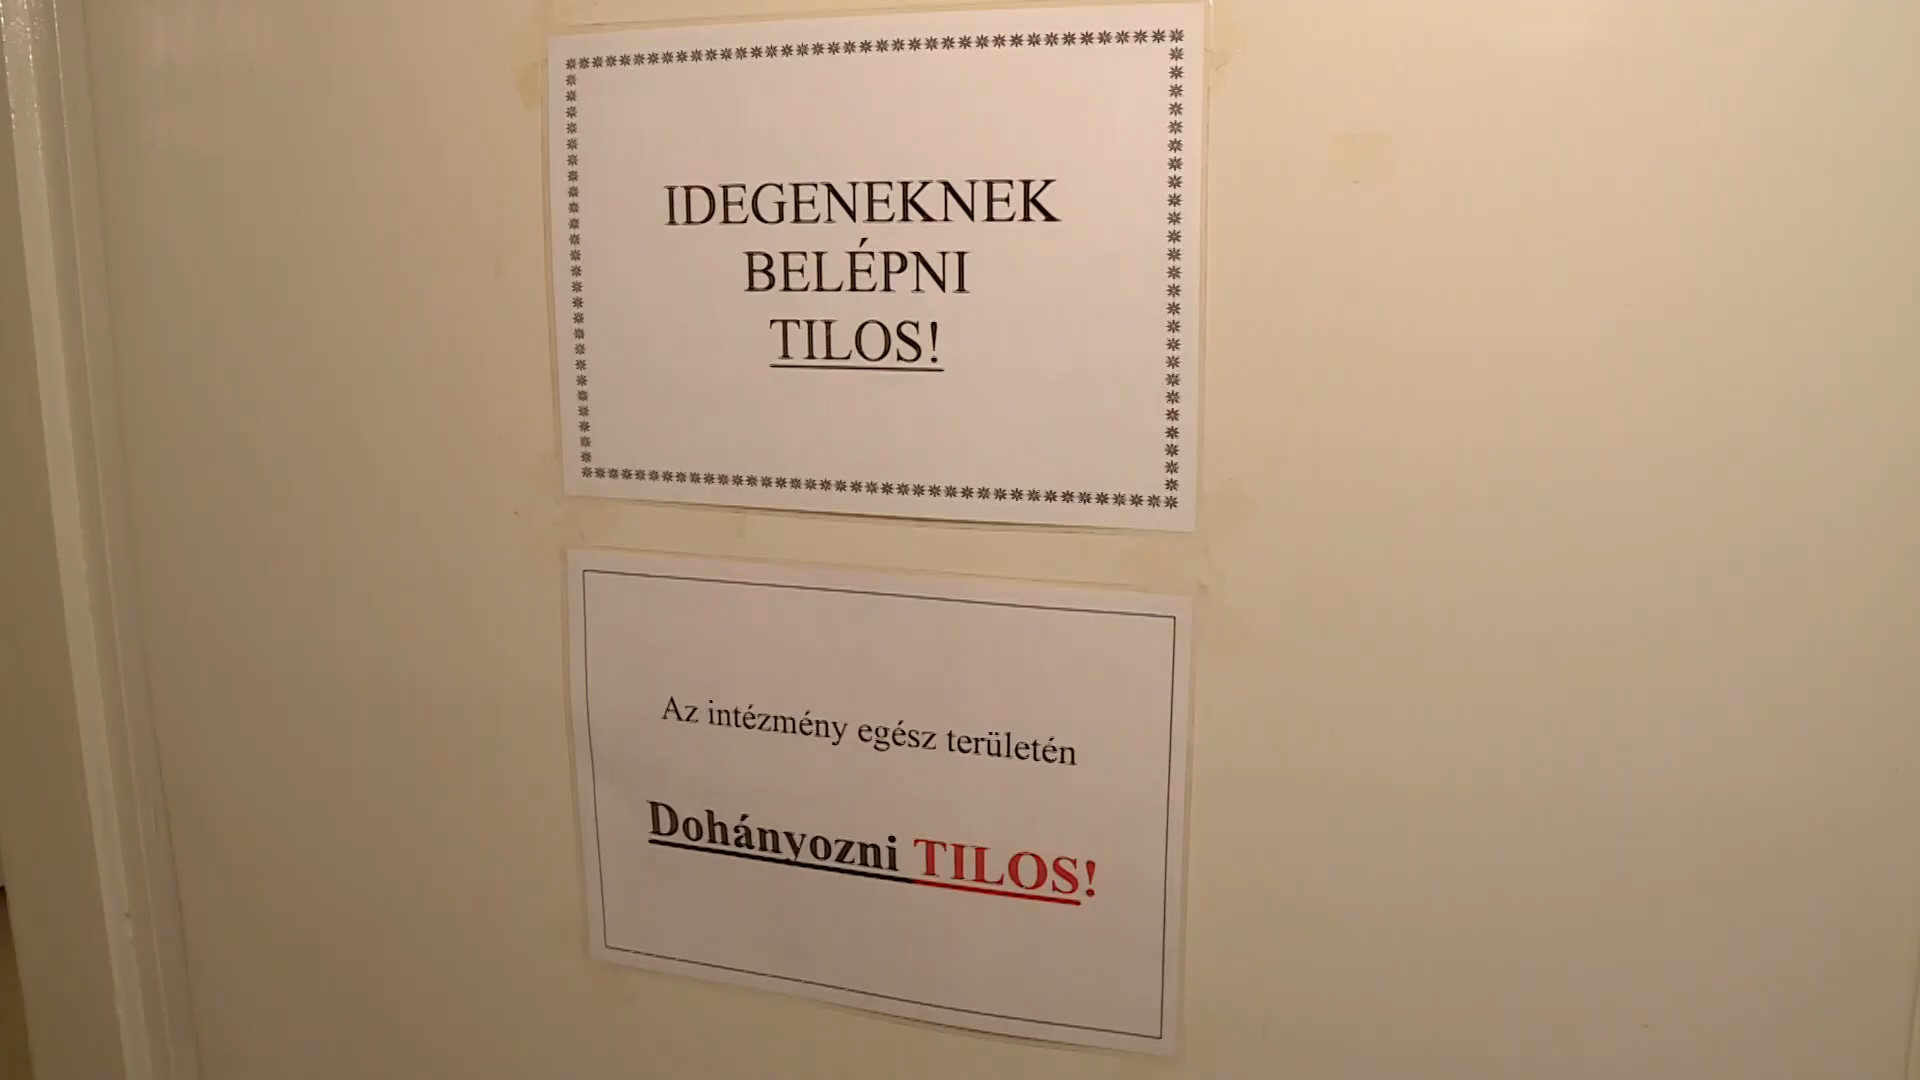 IDEGENEKNEK
BELÉPNI
TILOS!
Az intézmény egész területén
Dohányozni TILOS!